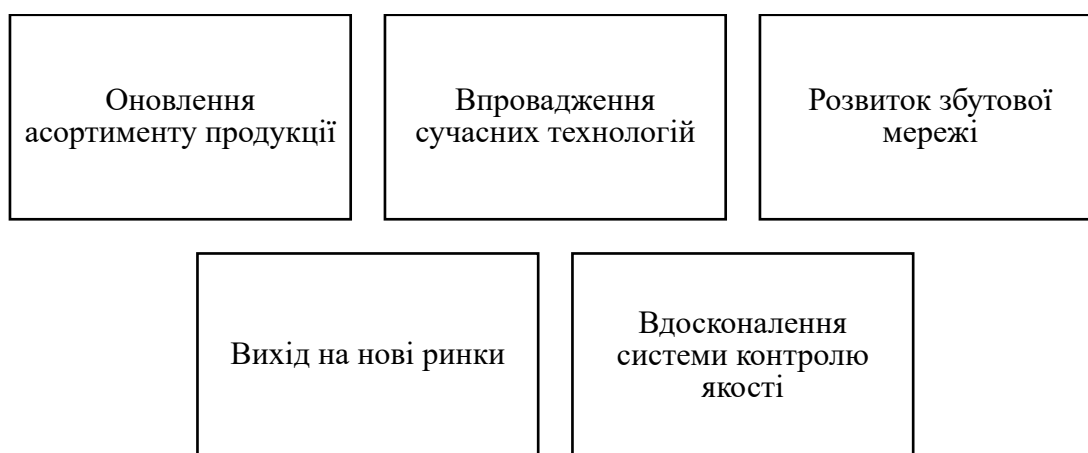 Оновлення
асортименту продукції
Впровадження
сучасних технологій
Розвиток збутової
мережі
Вихід на нові ринки
Вдосконалення
системи контролю
якості